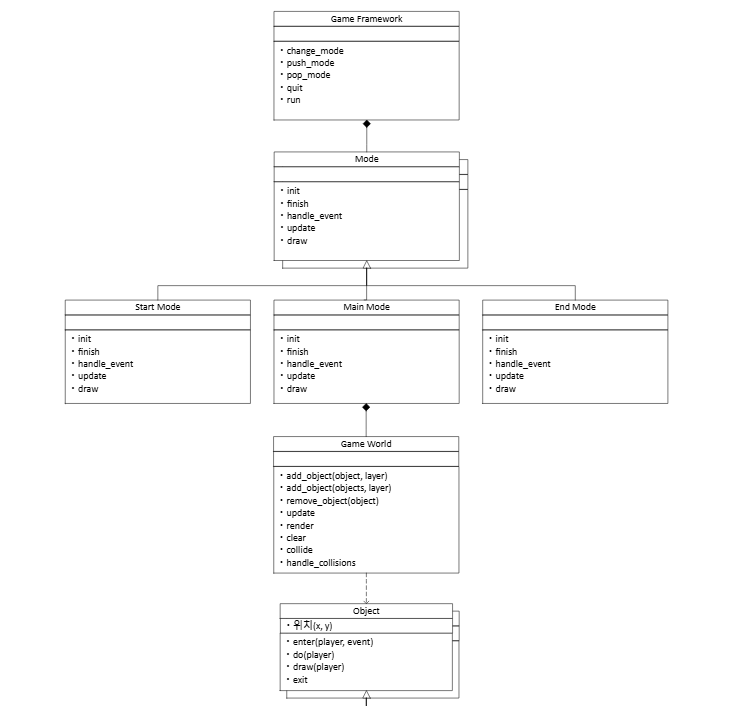 Game Framework
・change_mode
・push_mode
・pop_mode
・quit
・run
Mode
・init
・finish
・handle_event
・update
・draw
Start Mode
・init
・finish
・handle_event
・update
・draw
Main Mode
・init
・finish
・handle_event
・update
・draw
End Mode
・init
・finish
・handle_event
・update
・draw
Game World
・add_object(object, layer)
・add_object(objects, layer)
・remove_object(object)
・update
・render
・clear
・collide
・handle_collisions
Object
・위치(x, y)
・enter(player, event)
・do(player)
・draw(player)
・exit